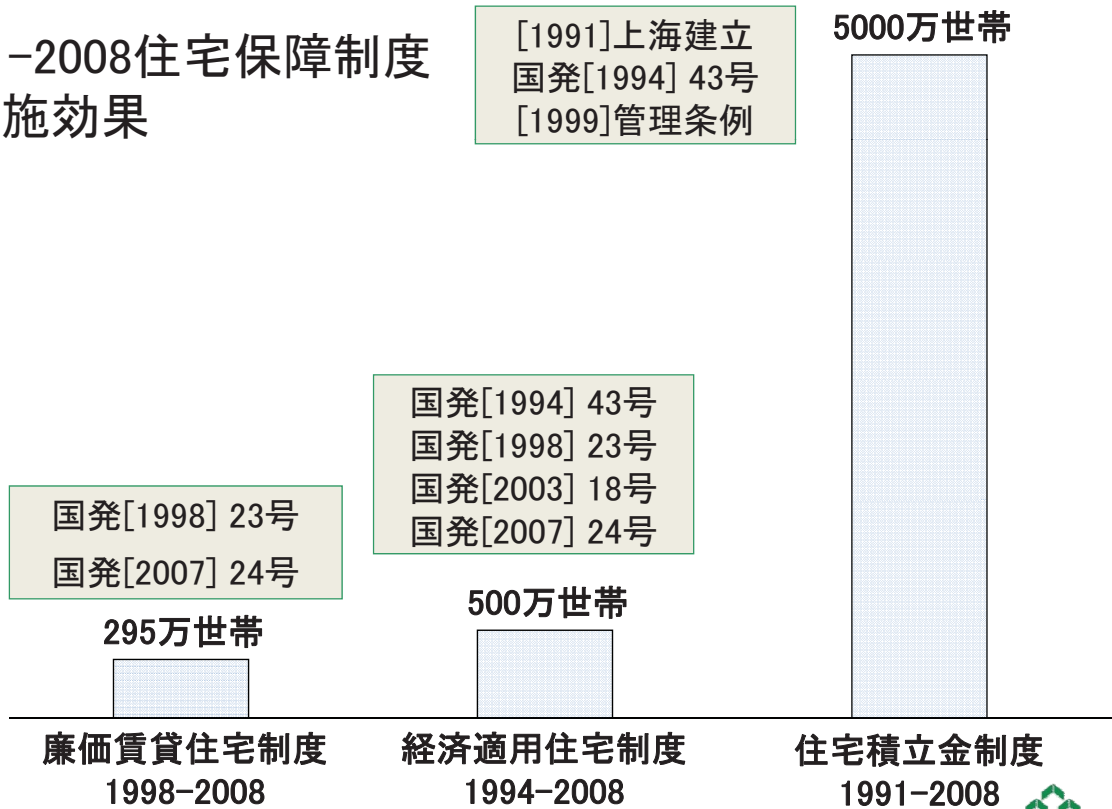 -2008住宅保障制度
施効果
[1991]上海建立
国発[1994] 43号
[1999]管理条例
5000万世帯
国発[1994] 43号
国発[1998] 23号
国発[2003] 18号
国発[2007] 24号
国発[1998] 23号
国発[2007] 24号
500万世帯
295万世帯
廉価賃貸住宅制度
1998-2008
経済適用住宅制度
1994-2008
住宅積立金制度
1991-2008